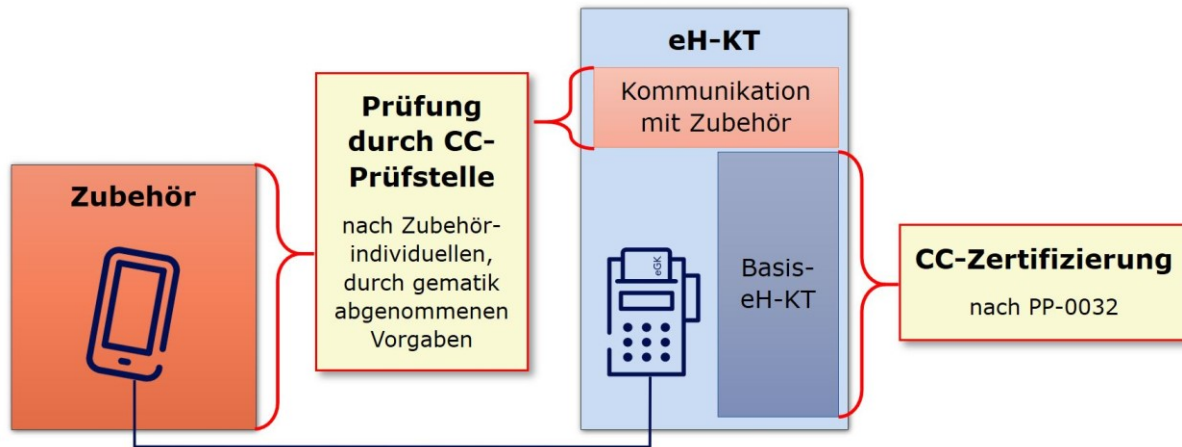 Zubehör
Prüfung
durch CC-
Prüfstelle
nach Zubehör-
individuellen,
durch gematik
abgenommenen
Vorgaben
eH-KT
Kommunikation
mit Zubehör
eGK
Basis-
eH-KT
CC-Zertifizierung
nach PP-0032